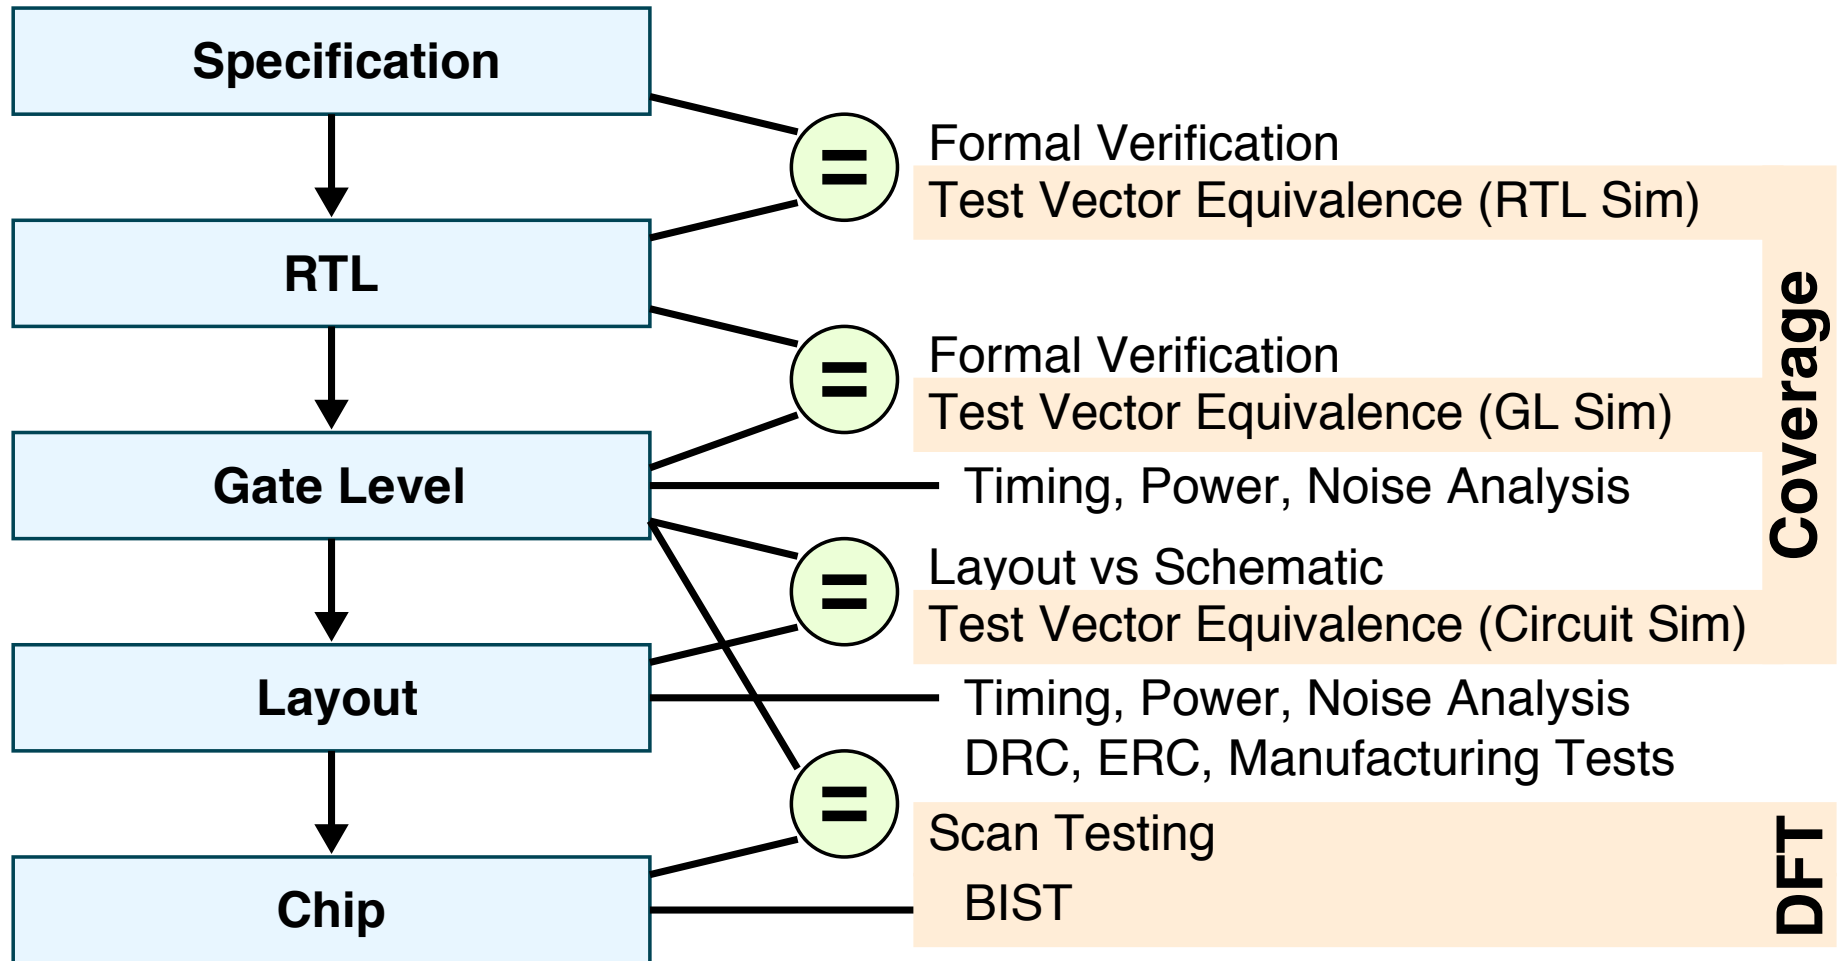 Specification
=
Formal Verification
Test Vector Equivalence (RTL Sim)
RTL
=
Formal Verification
Test Vector Equivalence (GL Sim)
Gate Level
Timing, Power, Noise Analysis
=
Layout vs Schematic
Test Vector Equivalence (Circuit Sim)
Coverage
Layout
Timing, Power, Noise Analysis
DRC, ERC, Manufacturing Tests
=
Scan Testing
Chip
BIST
DFT